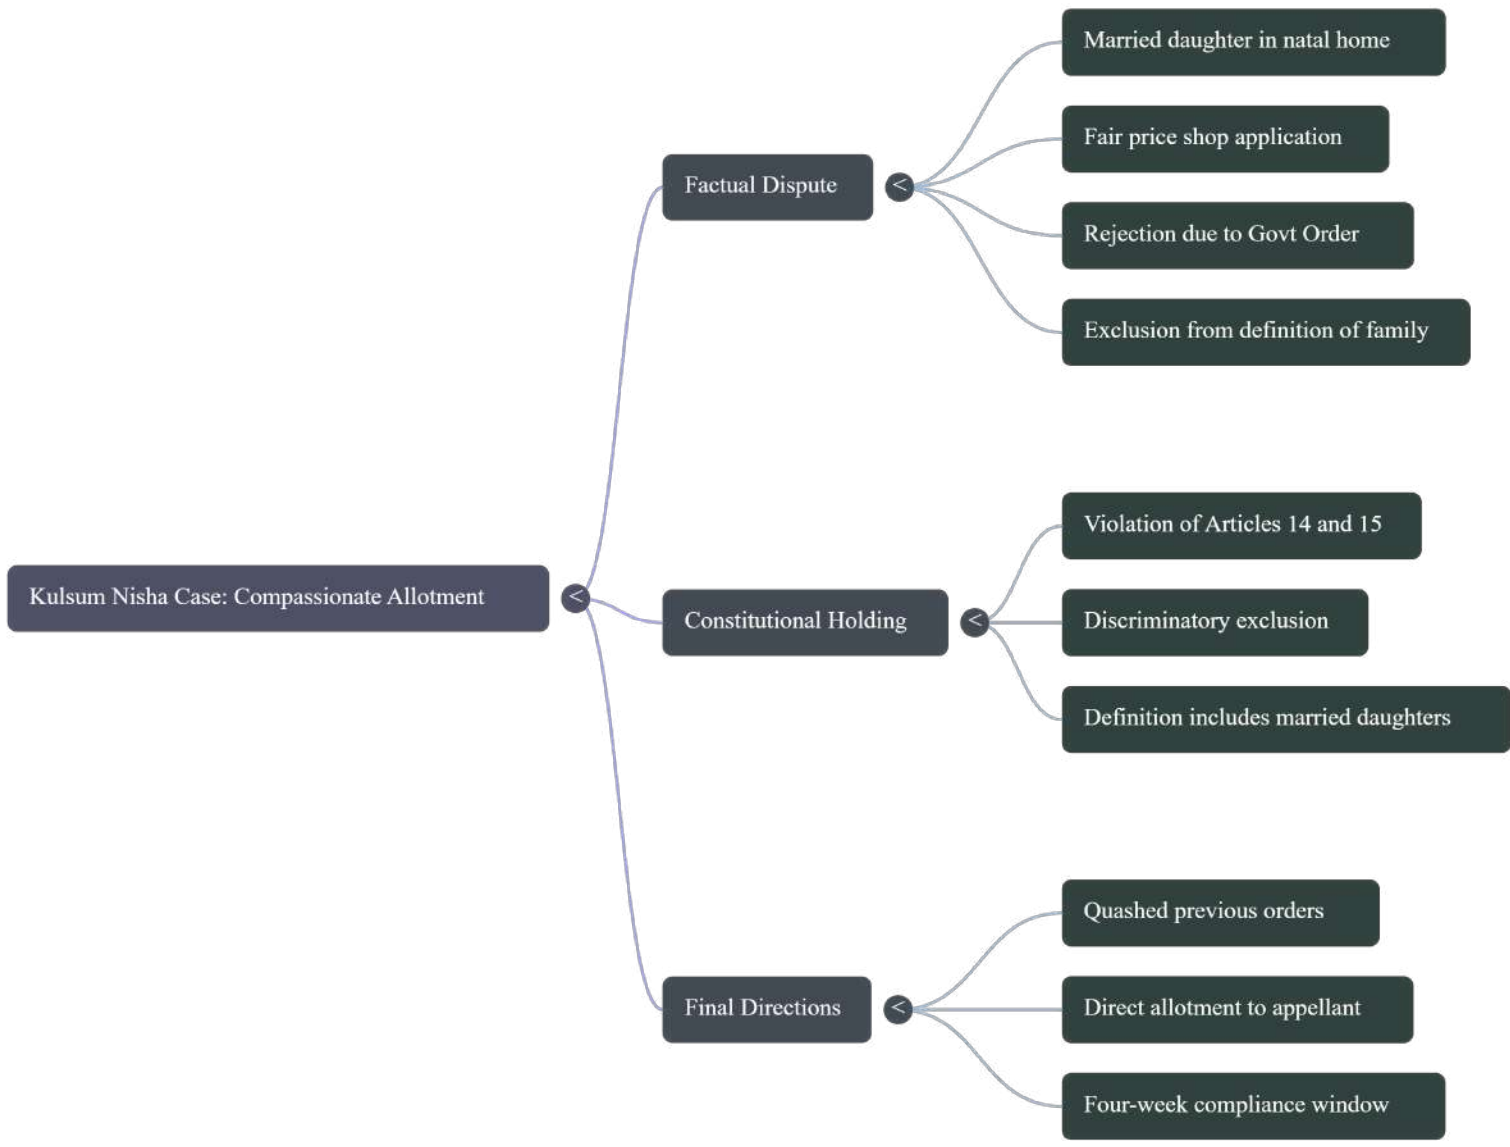 Kulsum Nisha Case: Compassionate Allotment
<
Factual Dispute
<
Married daughter in natal home
Fair price shop application
Rejection due to Govt Order
Exclusion from definition of family
Constitutional Holding
<
Violation of Articles 14 and 15
Discriminatory exclusion
Definition includes married daughters
Final Directions
<
Quashed previous orders
Direct allotment to appellant
Four-week compliance window